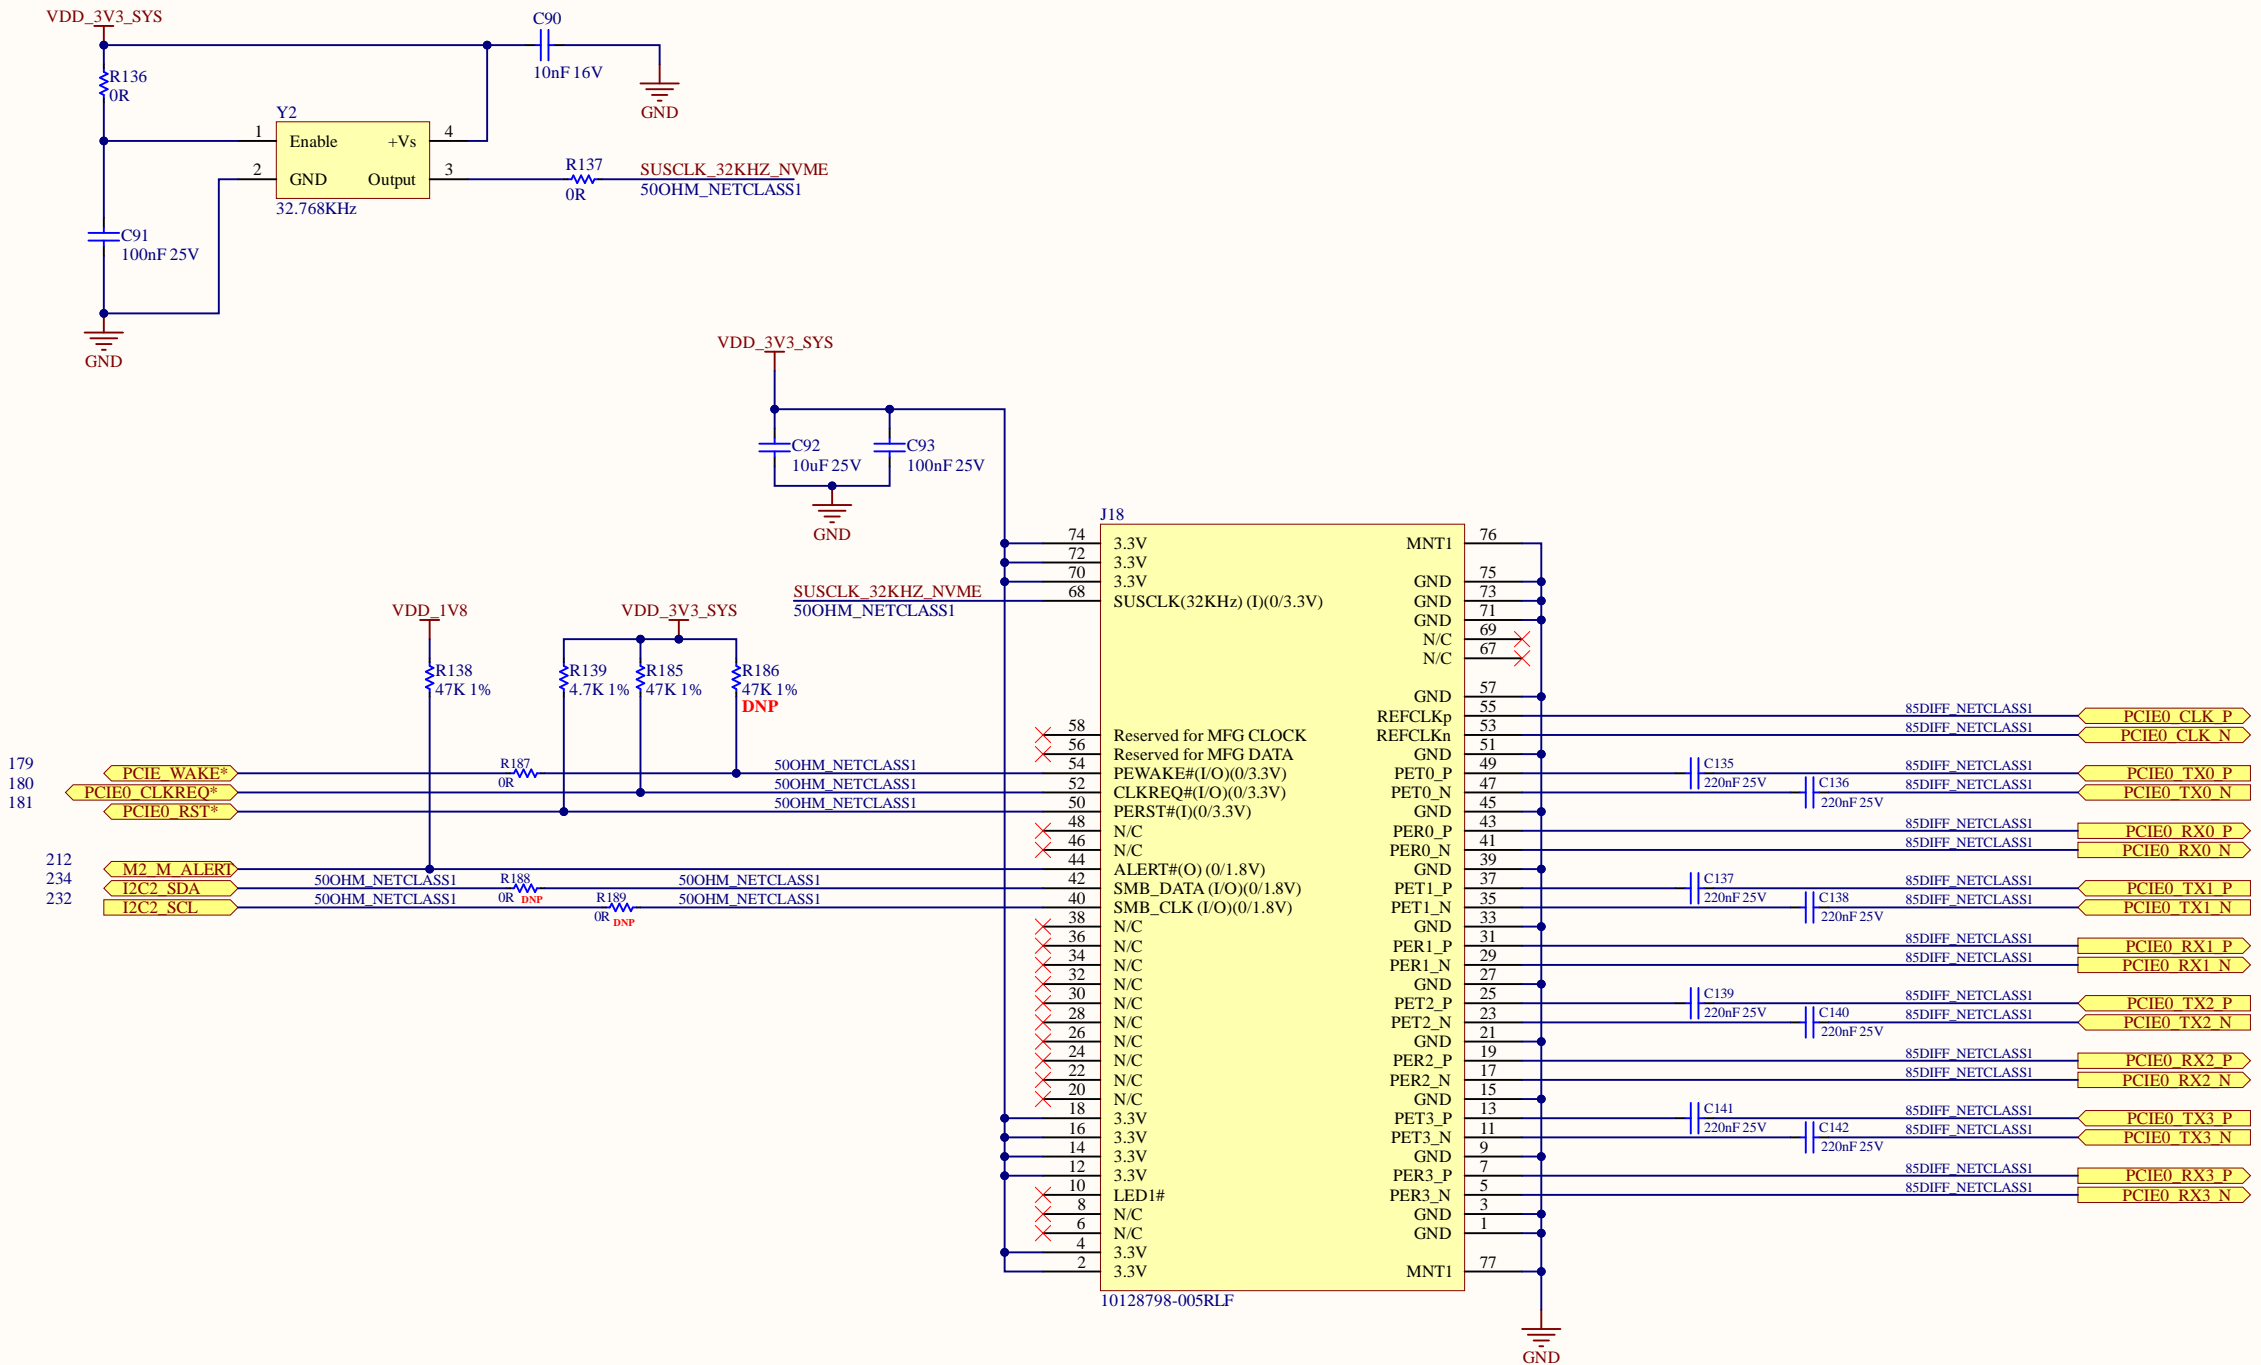 VDD_3V3_SYS
C90
10nF 16V
GND
R136
0R
Y2
1 Enable +Vs 4
2 GND Output 3
32.768KHz
R137
0R
SUSCLK_32KHZ_NVME
50OHM_NETCLASS1
C91
100nF 25V
GND
VDD_3V3_SYS
C92
10uF 25V
C93
100nF 25V
GND
VDD_1V8
R138
47K 1%
VDD_3V3_SYS
R139
4.7K 1%
R185
47K 1%
R186
47K 1%
DNP
SUSCLK_32KHZ_NVME
50OHM_NETCLASS1
179 PCIE_WAKE* R187 0R 50OHM_NETCLASS1
180 PCIE0_CLKREQ* 50OHM_NETCLASS1
181 PCIE0_RST* 50OHM_NETCLASS1
212 M2_M_ALERT
234 I2C2_SDA 50OHM_NETCLASS1 R188 0R DNP 50OHM_NETCLASS1
232 I2C2_SCL 50OHM_NETCLASS1 R189 0R DNP 50OHM_NETCLASS1
J18
74 3.3V
72 3.3V
70 3.3V
68 SUSCLK(32KHz) (I)(0/3.3V)
58 Reserved for MFG CLOCK
56 Reserved for MFG DATA
54 PEWAKE#(I/O)(0/3.3V)
52 CLKREQ#(I/O)(0/3.3V)
50 PERST#(I)(0/3.3V)
48 N/C
46 N/C
44 ALERT#(O) (0/1.8V)
42 SMB_DATA (I/O)(0/1.8V)
40 SMB_CLK (I/O)(0/1.8V)
38 N/C
36 N/C
34 N/C
32 N/C
30 N/C
28 N/C
26 N/C
24 N/C
22 N/C
20 N/C
18 3.3V
16 3.3V
14 3.3V
12 3.3V
10 LED1#
8 N/C
6 N/C
4 3.3V
2 3.3V
10128798-005RLF
MNT1 76
GND 75
GND 73
GND 71
N/C 69
N/C 67
GND 57
REFCLKp 55 85DIFF_NETCLASS1 PCIE0_CLK_P
REFCLKn 53 85DIFF_NETCLASS1 PCIE0_CLK_N
GND 51
PET0_P 49 C135 220nF 25V 85DIFF_NETCLASS1 PCIE0_TX0_P
PET0_N 47 C136 220nF 25V 85DIFF_NETCLASS1 PCIE0_TX0_N
GND 45
PER0_P 43 85DIFF_NETCLASS1 PCIE0_RX0_P
PER0_N 41 85DIFF_NETCLASS1 PCIE0_RX0_N
GND 39
PET1_P 37 C137 220nF 25V 85DIFF_NETCLASS1 PCIE0_TX1_P
PET1_N 35 C138 220nF 25V 85DIFF_NETCLASS1 PCIE0_TX1_N
GND 33
PER1_P 31 85DIFF_NETCLASS1 PCIE0_RX1_P
PER1_N 29 85DIFF_NETCLASS1 PCIE0_RX1_N
GND 27
PET2_P 25 C139 220nF 25V 85DIFF_NETCLASS1 PCIE0_TX2_P
PET2_N 23 C140 220nF 25V 85DIFF_NETCLASS1 PCIE0_TX2_N
GND 21
PER2_P 19 85DIFF_NETCLASS1 PCIE0_RX2_P
PER2_N 17 85DIFF_NETCLASS1 PCIE0_RX2_N
GND 15
PET3_P 13 C141 220nF 25V 85DIFF_NETCLASS1 PCIE0_TX3_P
PET3_N 11 C142 220nF 25V 85DIFF_NETCLASS1 PCIE0_TX3_N
GND 9
PER3_P 7 85DIFF_NETCLASS1 PCIE0_RX3_P
PER3_N 5 85DIFF_NETCLASS1 PCIE0_RX3_N
GND 3
GND 1
MNT1 77
GND